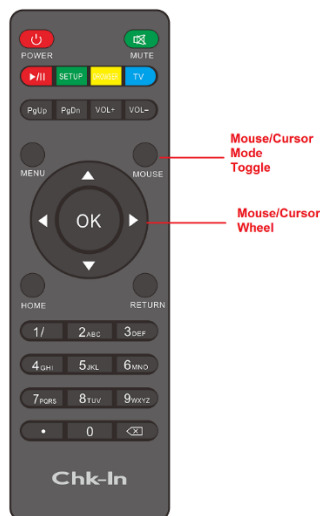 POWER MUTE
▶/II SETUP TV
PgUp PgDn VOL+ VOL-
Mouse/Cursor
Mode
Toggle
MENU MOUSE
Mouse/Cursor
Wheel
OK
HOME RETURN
1/ 2ABC 3DEF
4GHI 5JKL 6MNO
7PQRS 8TUV 9WXYZ
• 0
Chk-In